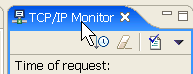 TCP/IP Monitor
Time of request: